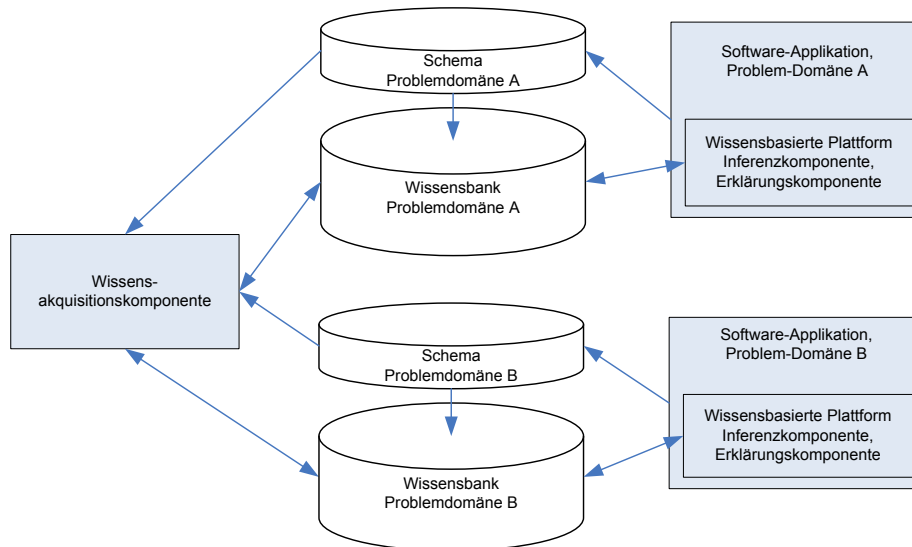 Schema
Problemdomäne A
Software-Applikation,
Problem-Domäne A
Wissensbasierte Plattform
Inferenzkomponente,
Erklärungskomponente
Wissensbank
Problemdomäne A
Wissens-
akquisitionskomponente
Schema
Problemdomäne B
Software-Applikation,
Problem-Domäne B
Wissensbasierte Plattform
Inferenzkomponente,
Erklärungskomponente
Wissensbank
Problemdomäne B